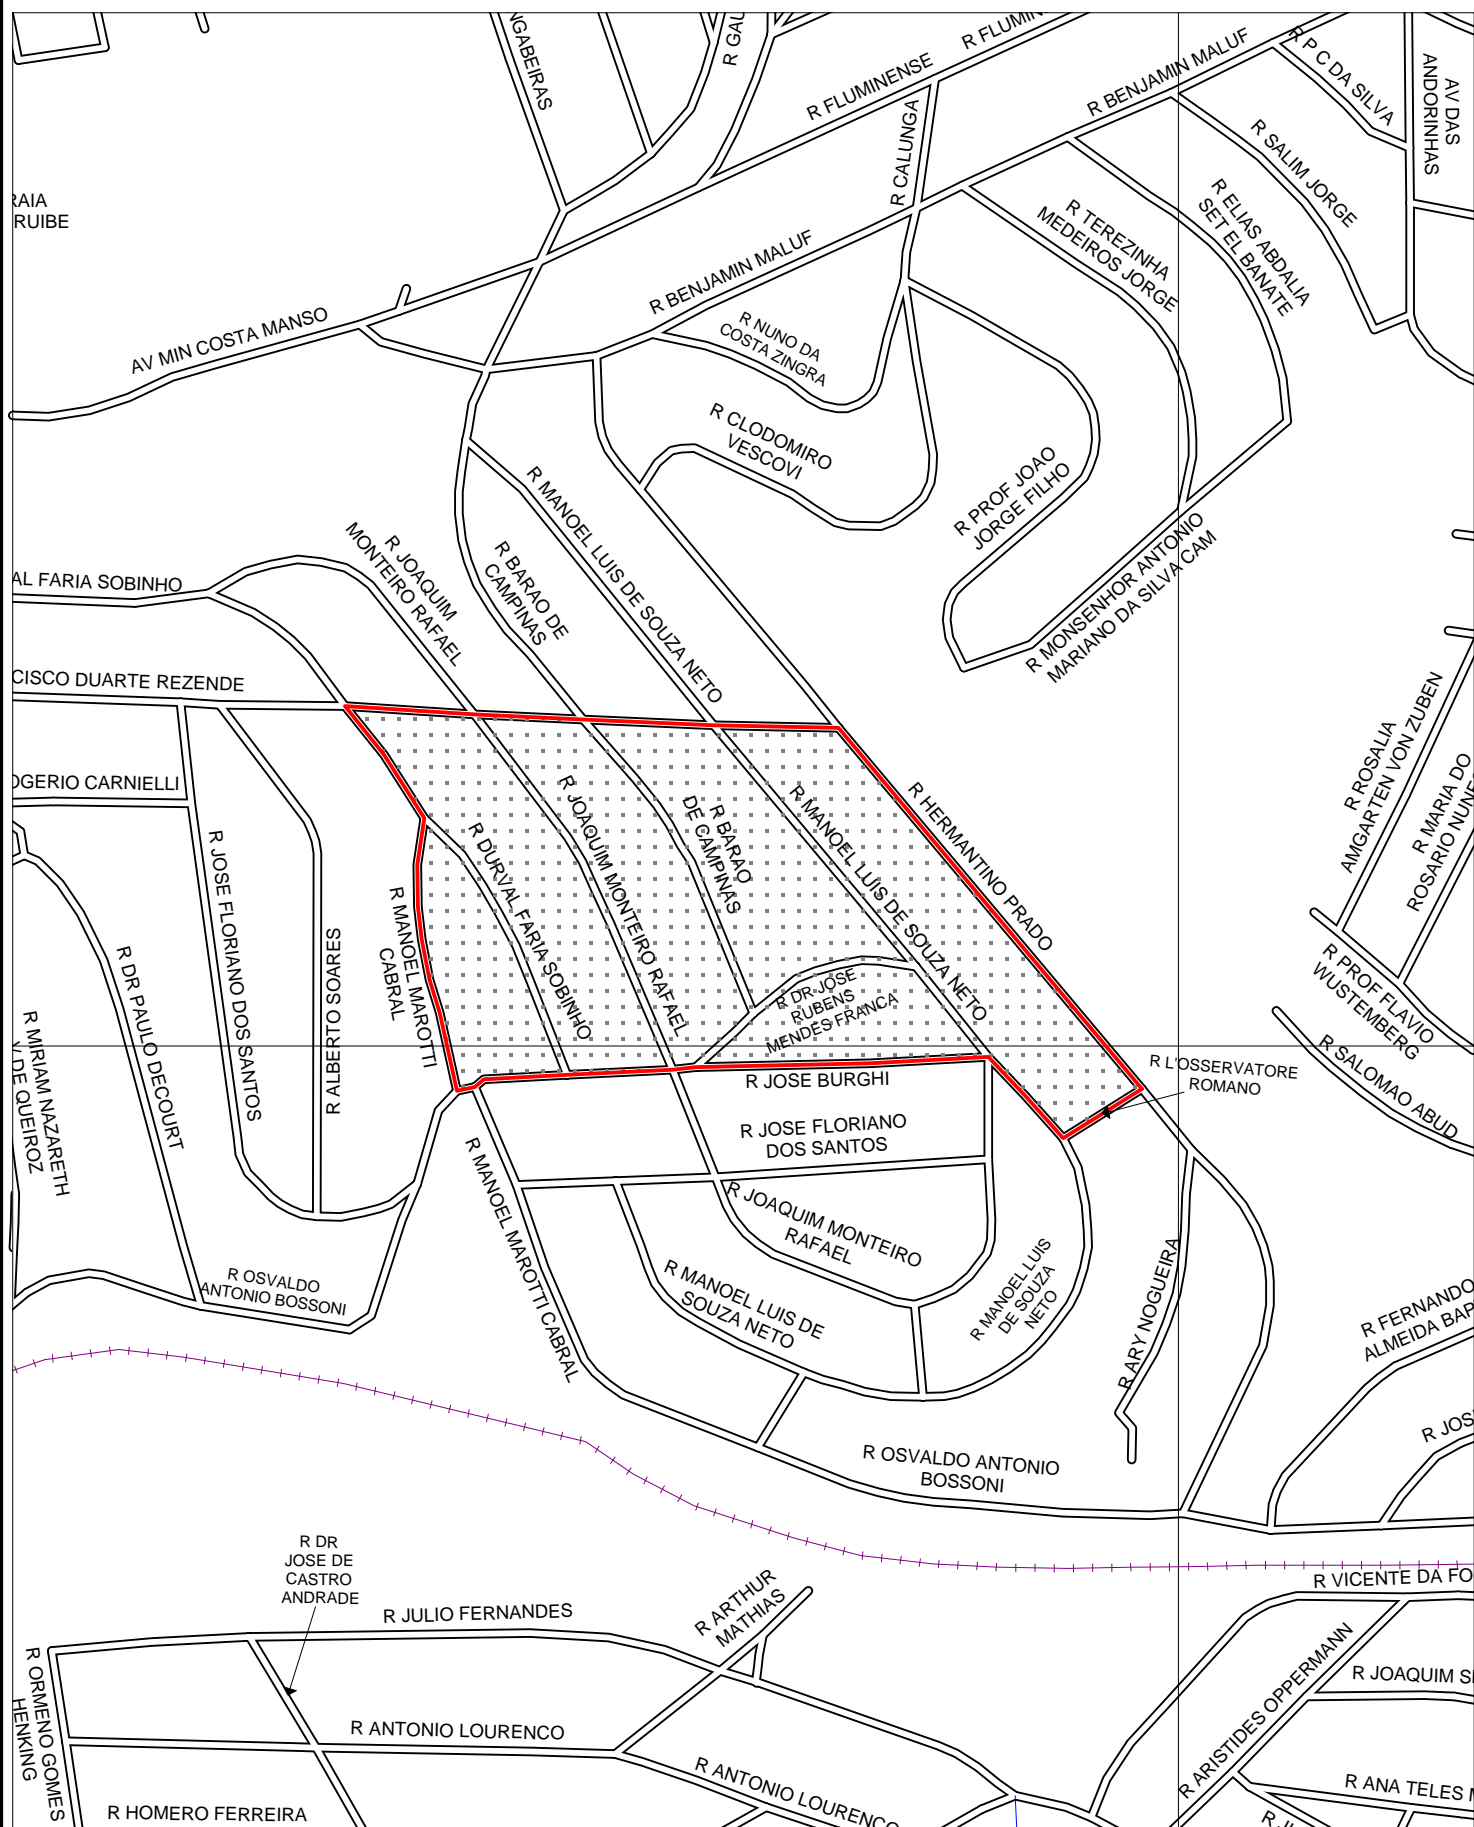 NGABEIRAS
R GAU
R FLUMINENSE
R FLUMIN
R BENJAMIN MALUF
R P C DA SILVA
AV DAS
ANDORINHAS
R CALUNGA
R SALIM JORGE
RAIA
RUIBE
R TEREZINHA
MEDEIROS JORGE
R ELIAS ABDALIA
SET EL BANATE
R BENJAMIN MALUF
AV MIN COSTA MANSO
R NUNO DA
COSTA ZINGRA
R CLODOMIRO
VESCOVI
R PROF JOAO
JORGE FILHO
R MANOEL LUIS DE SOUZA NETO
R JOAQUIM
MONTEIRO RAFAEL
R BARAO DE
CAMPINAS
R MONSENHOR ANTONIO
MARIANO DA SILVA CAM
AL FARIA SOBINHO
CISCO DUARTE REZENDE
OGERIO CARNIELLI
R ROSALIA
AMGARTEN VON ZUBEN
R MARIA DO
ROSARIO NUNE
R HERMANTINO PRADO
R MANOEL LUIS DE SOUZA NETO
R BARAO
DE CAMPINAS
R JOAQUIM MONTEIRO RAFAEL
R DURVAL FARIA SOBINHO
R JOSE FLORIANO DOS SANTOS
R ALBERTO SOARES
R MANOEL MAROTTI
CABRAL
R DR PAULO DECOURT
R MIRIAM NAZARETH
V DE QUEIROZ
R DR JOSE
RUBENS
MENDES FRANCA
R PROF FLAVIO
WUSTEMBERG
R SALOMAO ABUD
R L'OSSERVATORE
ROMANO
R JOSE BURGHI
R JOSE FLORIANO
DOS SANTOS
R MANOEL MAROTTI CABRAL
R JOAQUIM MONTEIRO
RAFAEL
R MANOEL LUIS DE
SOUZA NETO
R MANOEL LUIS
DE SOUZA
NETO
R ARY NOGUEIRA
R OSVALDO
ANTONIO BOSSONI
R FERNANDO
ALMEIDA BAP
R JOS
R OSVALDO ANTONIO
BOSSONI
R DR
JOSE DE
CASTRO
ANDRADE
R JULIO FERNANDES
R ARTHUR
MATHIAS
R VICENTE DA FO
R ORMENO GOMES
HENKING
R ANTONIO LOURENCO
R ANTONIO LOURENCO
R ARISTIDES OPPERMANN
R JOAQUIM S
R ANA TELES M
R HOMERO FERREIRA